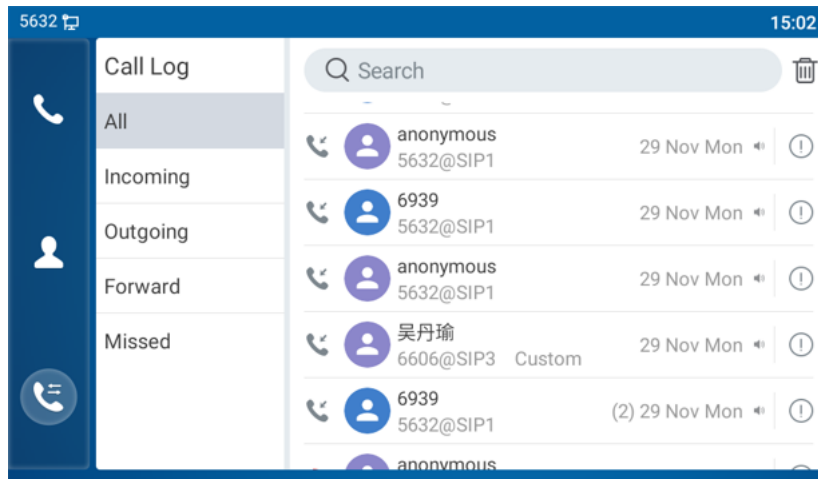 5632
15:02
Call Log
All
Incoming
Outgoing
Forward
Missed
Search
anonymous
5632@SIP1
29 Nov Mon
6939
5632@SIP1
29 Nov Mon
anonymous
5632@SIP1
29 Nov Mon
吴丹瑜
6606@SIP3 Custom
29 Nov Mon
6939
5632@SIP1
(2) 29 Nov Mon
anonymous